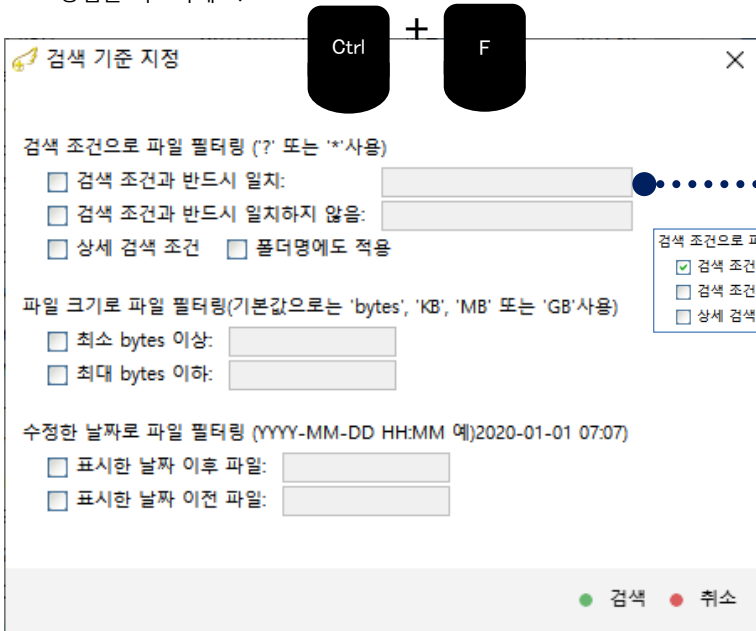 Ctrl + F
검색 기준 지정
검색 조건으로 파일 필터링 ('?' 또는 '*'사용)
검색 조건과 반드시 일치:
검색 조건과 반드시 일치하지 않음:
상세 검색 조건 폴더명에도 적용
파일 크기로 파일 필터링(기본값으로는 'bytes', 'KB', 'MB' 또는 'GB'사용)
최소 bytes 이상:
최대 bytes 이하:
수정한 날짜로 파일 필터링 (YYYY-MM-DD HH:MM 예)2020-01-01 07:07)
표시한 날짜 이후 파일:
표시한 날짜 이전 파일:
검색 취소
검색 조건으로
검색 조건
검색 조건
상세 검색